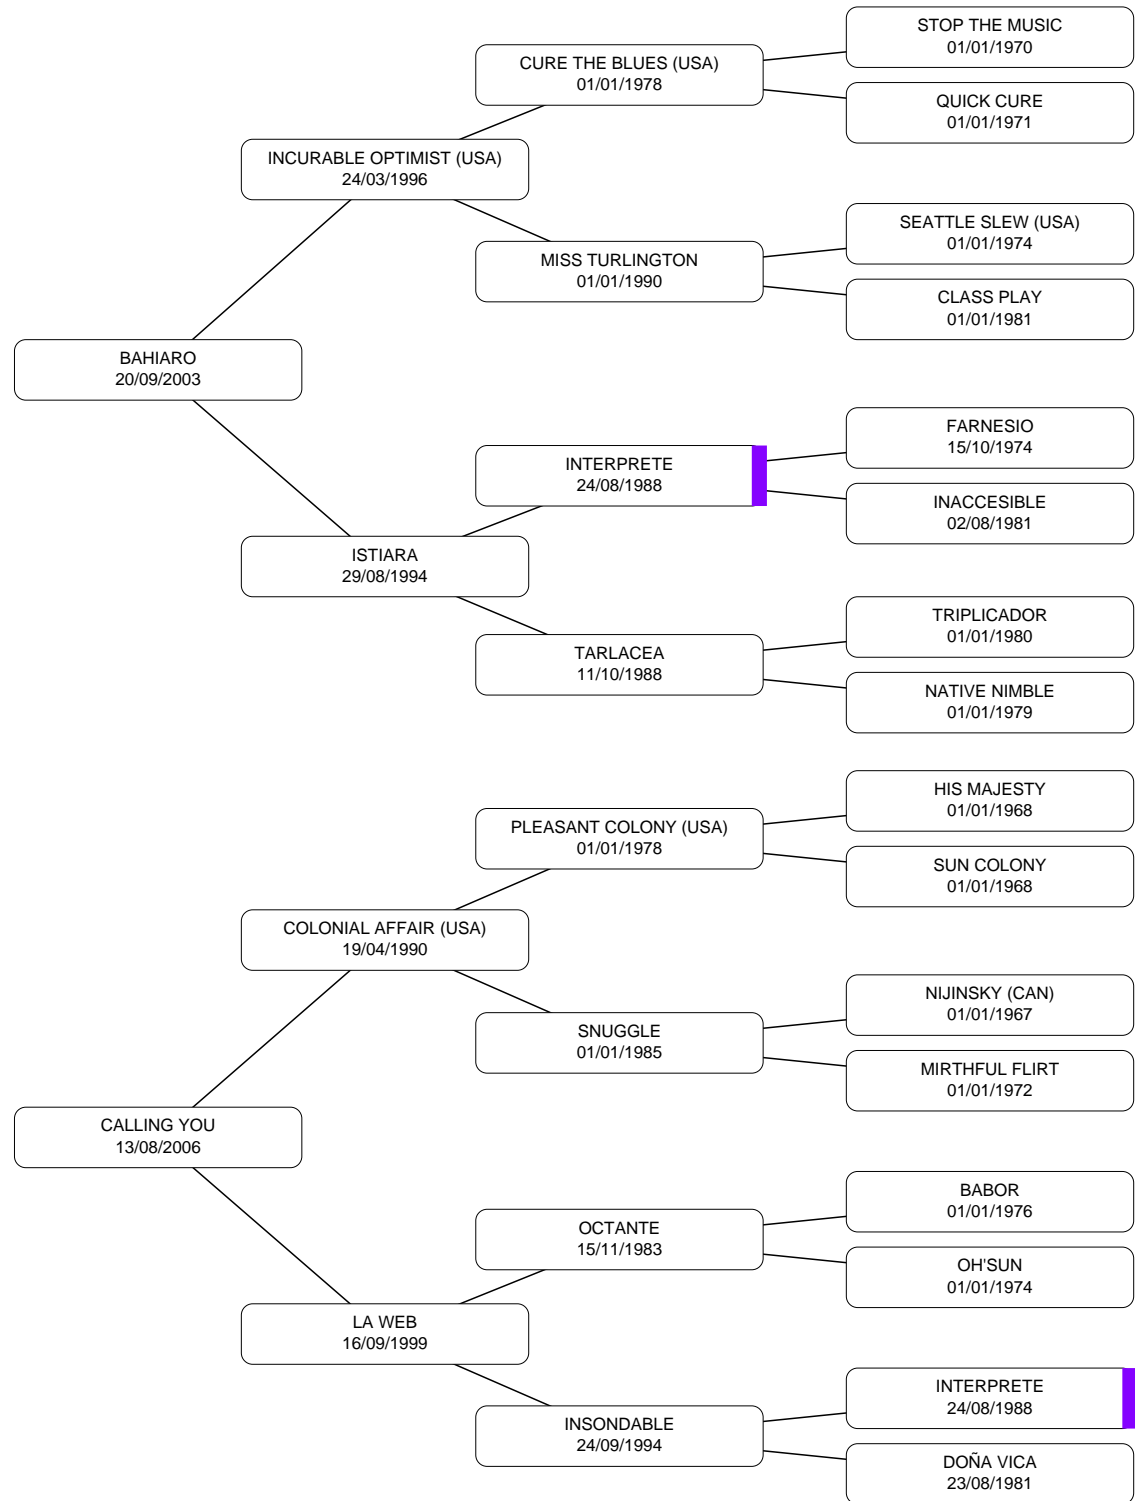 STOP THE MUSIC
01/01/1970
CURE THE BLUES (USA)
01/01/1978
QUICK CURE
01/01/1971
INCURABLE OPTIMIST (USA)
24/03/1996
SEATTLE SLEW (USA)
01/01/1974
MISS TURLINGTON
01/01/1990
CLASS PLAY
01/01/1981
BAHIARO
20/09/2003
FARNESIO
15/10/1974
INTERPRETE
24/08/1988
INACCESIBLE
02/08/1981
ISTIARA
29/08/1994
TRIPLICADOR
01/01/1980
TARLACEA
11/10/1988
NATIVE NIMBLE
01/01/1979
HIS MAJESTY
01/01/1968
PLEASANT COLONY (USA)
01/01/1978
SUN COLONY
01/01/1968
COLONIAL AFFAIR (USA)
19/04/1990
NIJINSKY (CAN)
01/01/1967
SNUGGLE
01/01/1985
MIRTHFUL FLIRT
01/01/1972
CALLING YOU
13/08/2006
BABOR
01/01/1976
OCTANTE
15/11/1983
OH'SUN
01/01/1974
LA WEB
16/09/1999
INTERPRETE
24/08/1988
INSONDABLE
24/09/1994
DOÑA VICA
23/08/1981